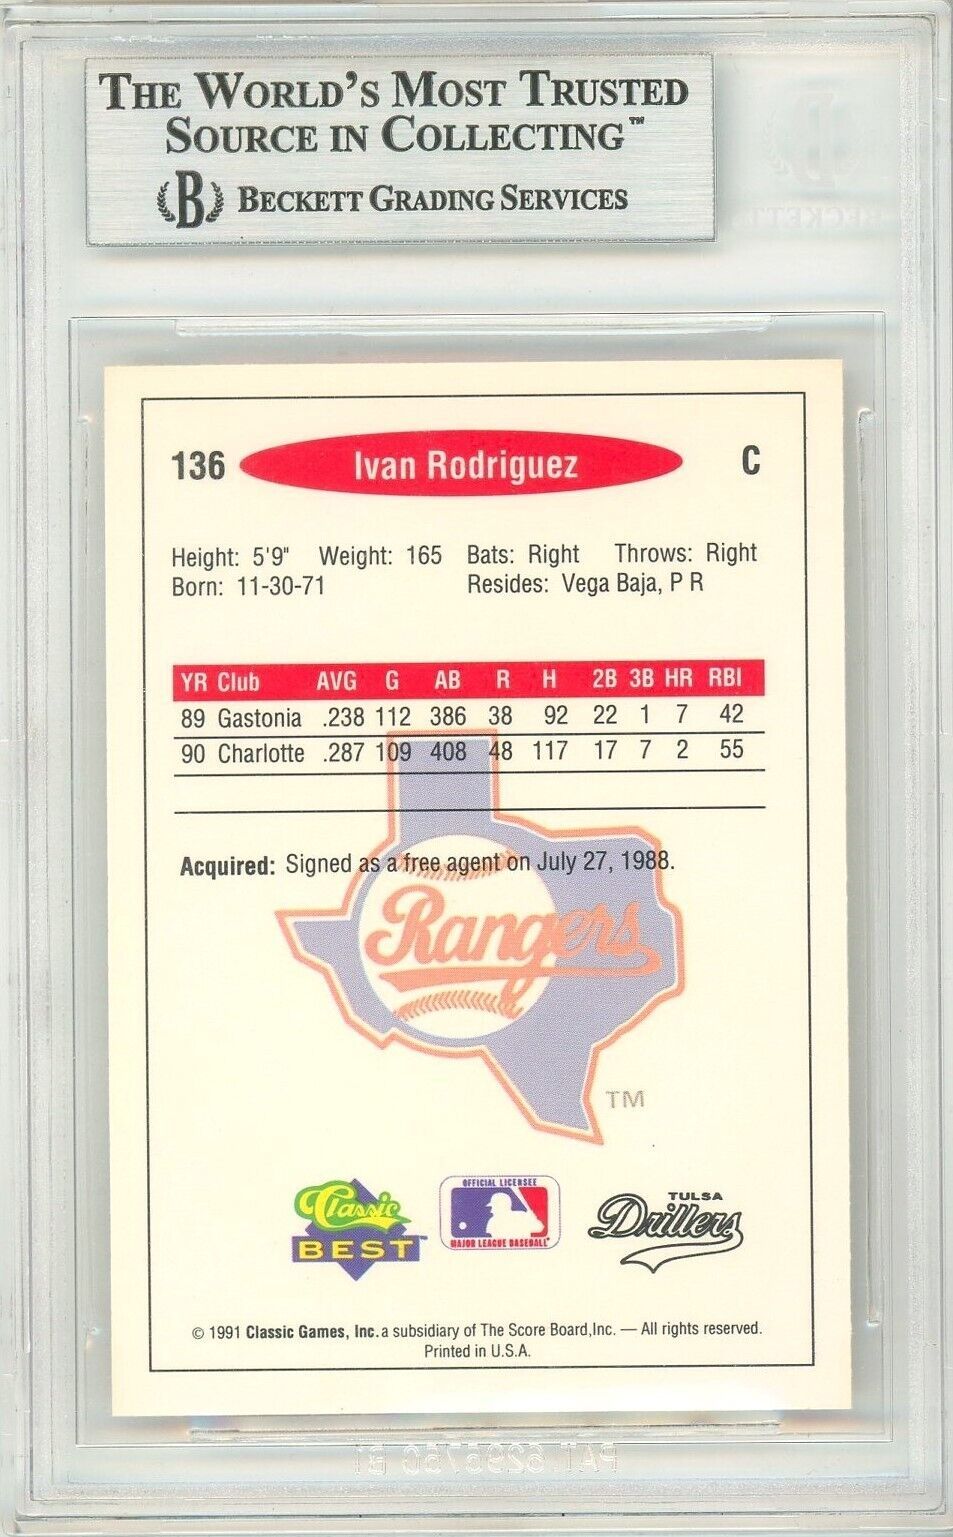 THE WORLD'S MOST TRUSTED
SOURCE IN COLLECTING™
B BECKETT GRADING SERVICES
136 Ivan Rodriguez C
Height: 5'9" Weight: 165 Bats: Right Throws: Right
Born: 11-30-71 Resides: Vega Baja, P R
YR Club AVG G AB R H 2B 3B HR RBI
89 Gastonia .238 112 386 38 92 22 1 7 42
90 Charlotte .287 109 408 48 117 17 7 2 55
Acquired: Signed as a free agent on July 27, 1988.
Rangers
TM
Classic
BEST™
OFFICIAL LICENSEE
MAJOR LEAGUE BASEBALL
TULSA
Drillers
© 1991 Classic Games, Inc. a subsidiary of The Score Board, Inc. — All rights reserved.
Printed in U.S.A.